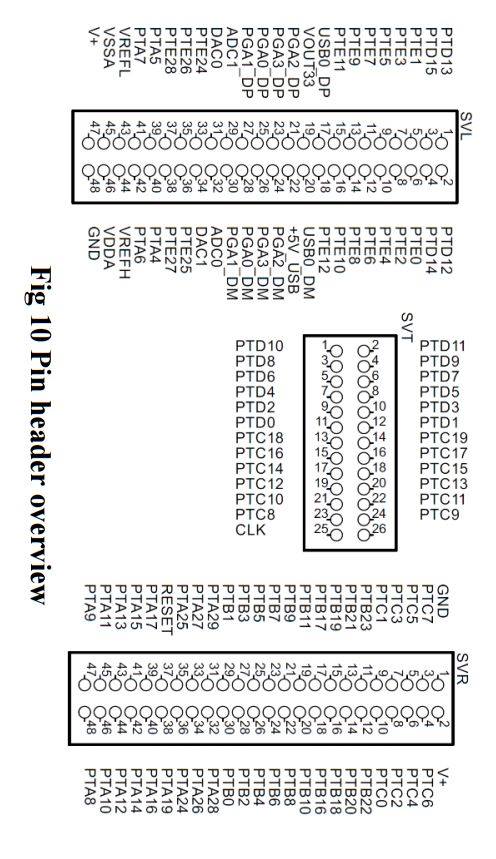 SVL
PTD13 1 2 PTD12
PTD15 3 4 PTD14
PTE1 5 6 PTE0
PTE3 7 8 PTE2
PTE5 9 10 PTE4
PTE7 11 12 PTE6
PTE9 13 14 PTE8
PTE11 15 16 PTE10
USB0_DP 17 18 PTE12
VOUT33 19 20 USB0_DM
PGA2_DP 21 22 +5V_USB
PGA3_DP 23 24 PGA2_DM
PGA0_DP 25 26 PGA3_DM
PGA1_DP 27 28 PGA0_DM
ADC1 29 30 PGA1_DM
DAC0 31 32 ADC0
PTE24 33 34 DAC1
PTE26 35 36 PTE25
PTE28 37 38 PTE27
PTA5 39 40 PTA4
PTA7 41 42 PTA6
VREFL 43 44 VREFH
VSSA 45 46 VDDA
V+ 47 48 GND
SVT
PTD10 1 2 PTD11
PTD8 3 4 PTD9
PTD6 5 6 PTD7
PTD4 7 8 PTD5
PTD2 9 10 PTD3
PTD0 11 12 PTD1
PTC18 13 14 PTC19
PTC16 15 16 PTC17
PTC14 17 18 PTC15
PTC12 19 20 PTC13
PTC10 21 22 PTC11
PTC8 23 24 PTC9
CLK 25 26
SVR
GND 1 2 V+
PTC7 3 4 PTC6
PTC5 5 6 PTC4
PTC3 7 8 PTC2
PTC1 9 10 PTC0
PTB23 11 12 PTB22
PTB21 13 14 PTB20
PTB19 15 16 PTB18
PTB17 17 18 PTB16
PTB11 19 20 PTB10
PTB9 21 22 PTB8
PTB7 23 24 PTB6
PTB5 25 26 PTB4
PTB3 27 28 PTB2
PTB1 29 30 PTB0
PTA29 31 32 PTA28
PTA27 33 34 PTA26
PTA25 35 36 PTA24
RESET 37 38 PTA19
PTA17 39 40 PTA16
PTA15 41 42 PTA14
PTA13 43 44 PTA12
PTA11 45 46 PTA10
PTA9 47 48 PTA8
Fig 10 Pin header overview